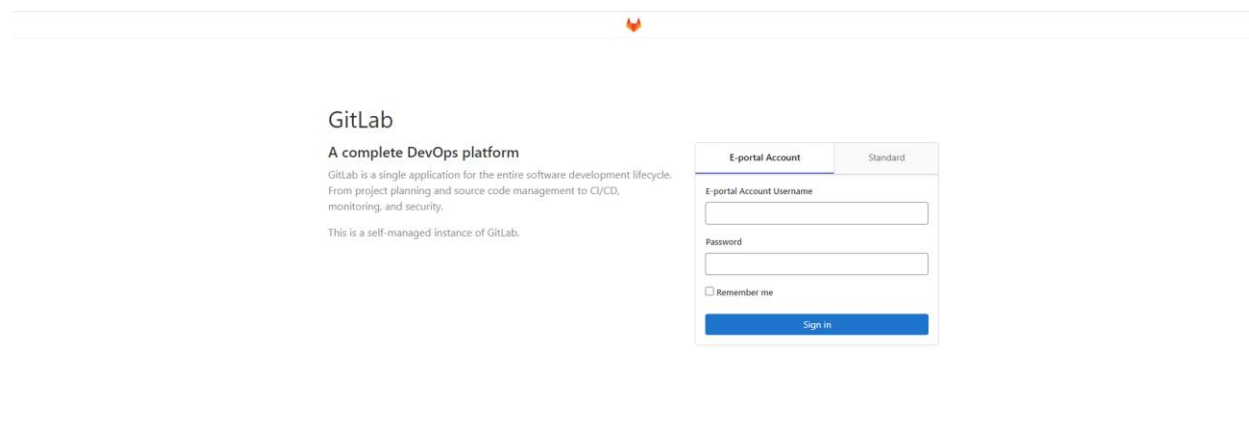 GitLab
A complete DevOps platform
GitLab is a single application for the entire software development lifecycle.
From project planning and source code management to CI/CD,
monitoring, and security.
This is a self-managed instance of GitLab.
E-portal Account
Standard
E-portal Account Username
Password
Remember me
Sign in